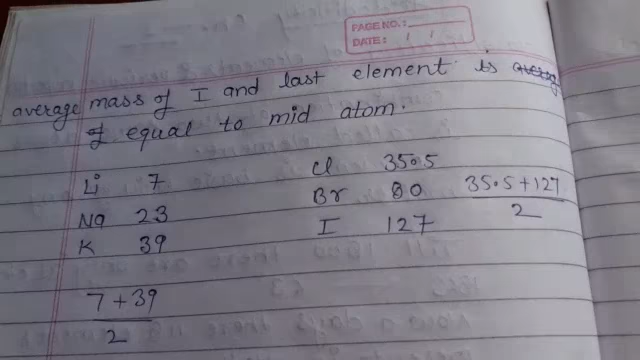 PAGE NO.:
DATE: / /
average mass of I and last element is average
of equal to mid atom.
Li 7
Na 23
K 39
Cl 35.5
Br 80
I 127
35.5+127
2
7+39
2